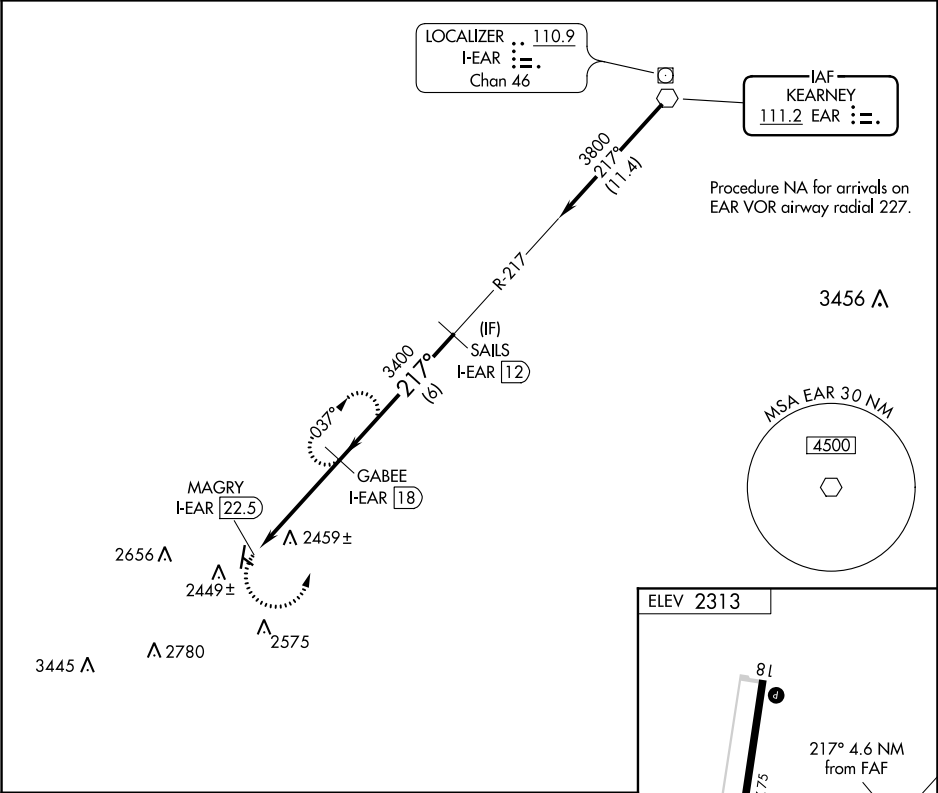 LOCALIZER 110.9
I-EAR
Chan 46
IAF
KEARNEY
111.2 EAR
3800
217°
(11.4)
Procedure NA for arrivals on
EAR VOR airway radial 227.
R-217
3456
(IF)
SAILS
I-EAR 12
3400
217°
(6)
037°
MSA EAR 30 NM
4500
GABEE
I-EAR 18
MAGRY
I-EAR 22.5
2459±
2656
2449±
2575
2780
3445
ELEV 2313
18
P
217° 4.6 NM
from FAF